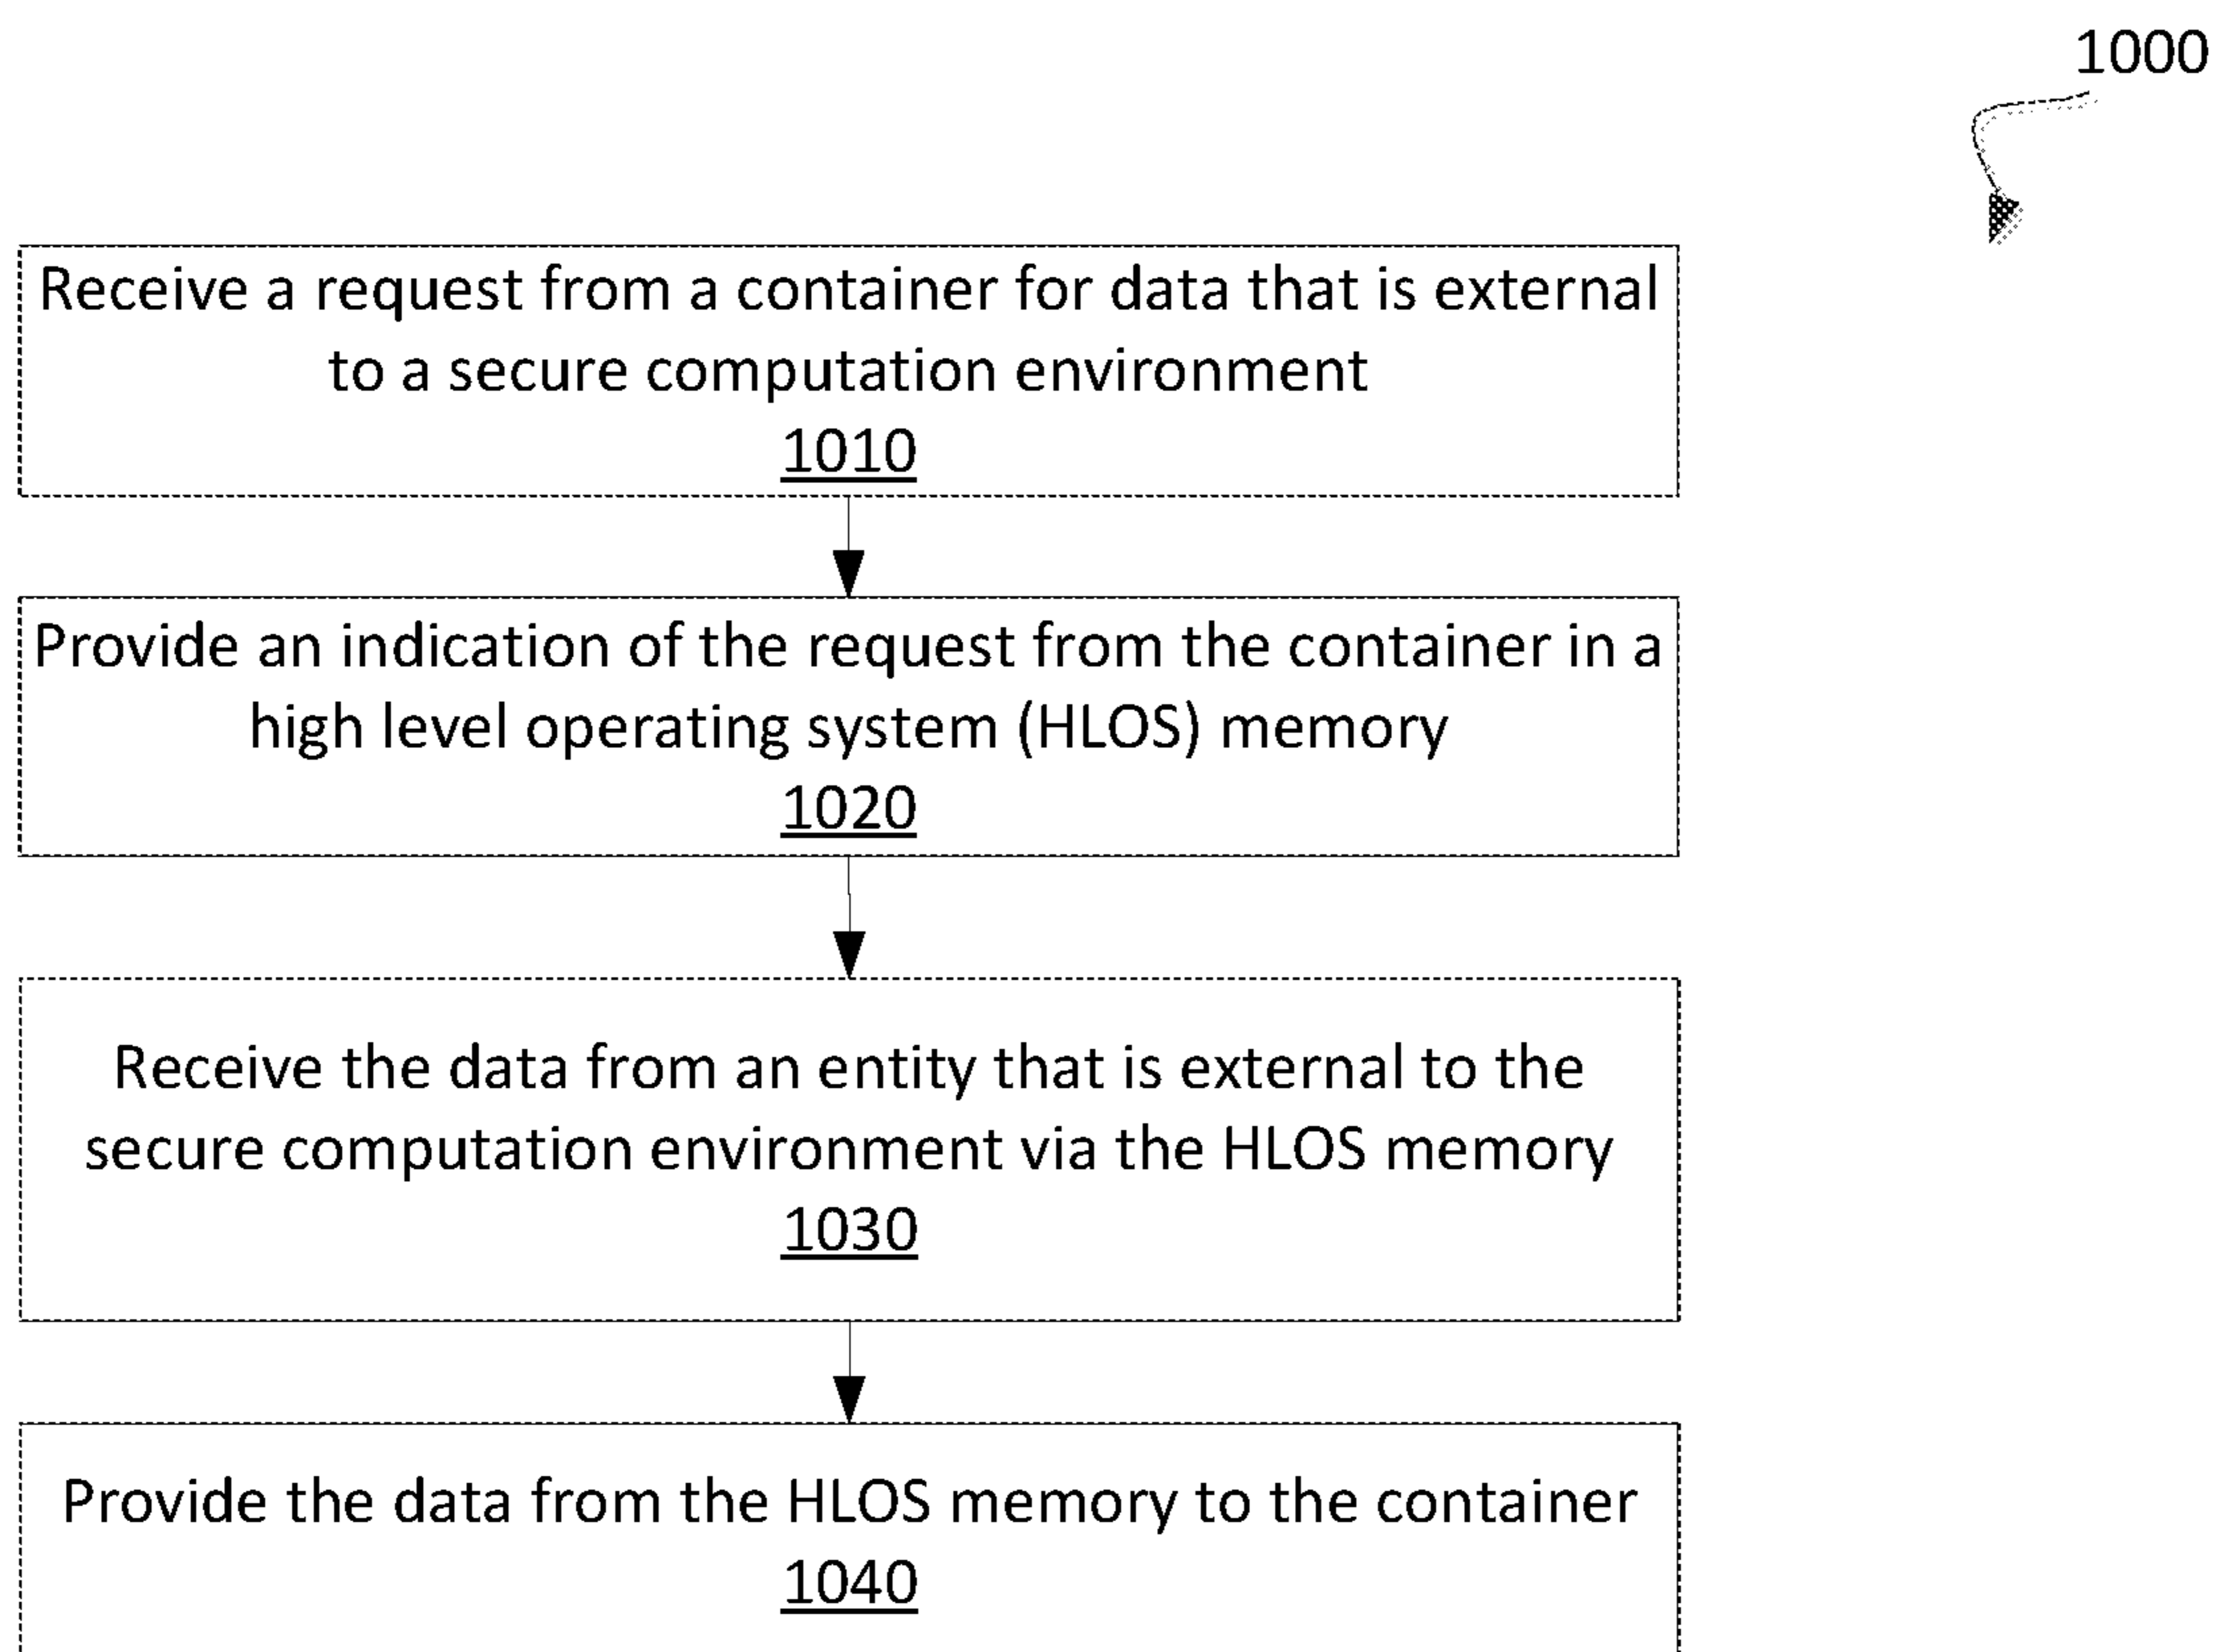 1000
Receive a request from a container for data that is external
to a secure computation environment
1010
Provide an indication of the request from the container in a
high level operating system (HLOS) memory
1020
Receive the data from an entity that is external to the
secure computation environment via the HLOS memory
1030
Provide the data from the HLOS memory to the container
1040